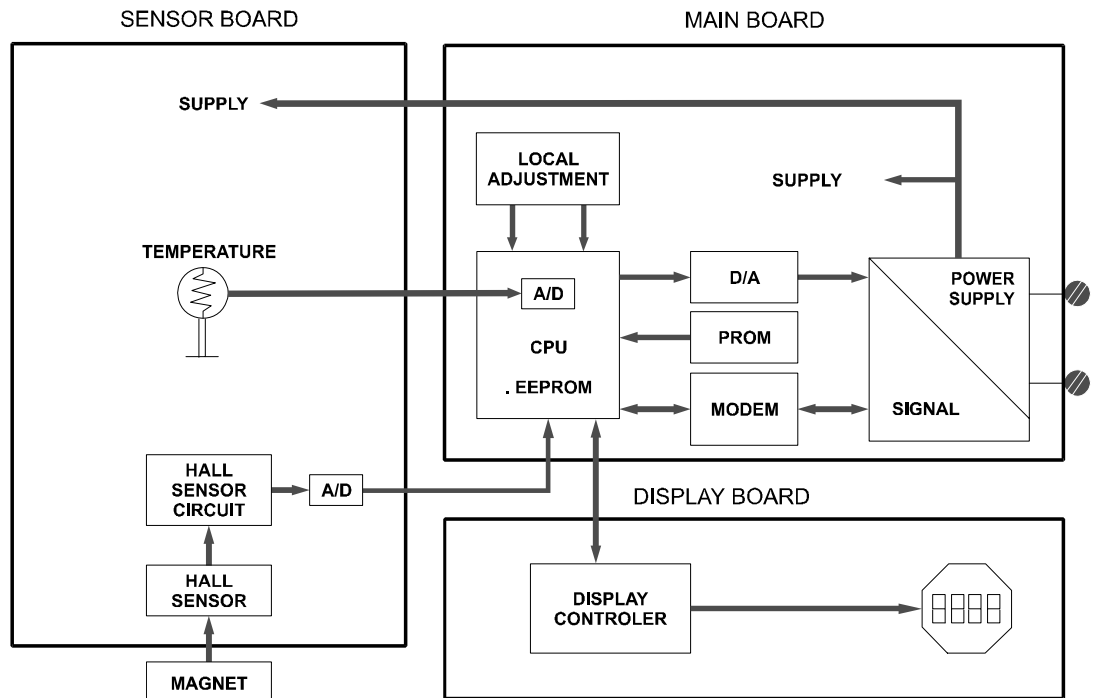 SENSOR BOARD
MAIN BOARD
SUPPLY
LOCAL
ADJUSTMENT
SUPPLY
TEMPERATURE
A/D
CPU
. EEPROM
D/A
PROM
MODEM
POWER
SUPPLY
SIGNAL
HALL
SENSOR
CIRCUIT
A/D
HALL
SENSOR
MAGNET
DISPLAY BOARD
DISPLAY
CONTROLER